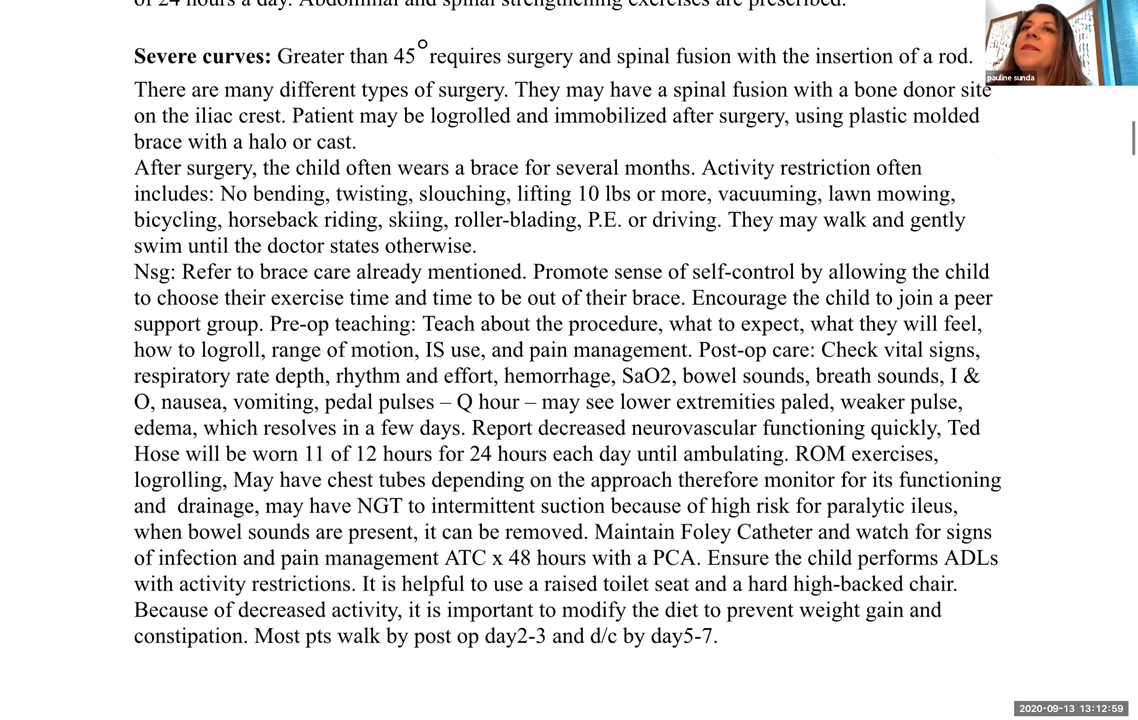 of 24 hours a day. Abdominal and spinal strengthening exercises are prescribed.
Severe curves: Greater than 45° requires surgery and spinal fusion with the insertion of a rod.
There are many different types of surgery. They may have a spinal fusion with a bone donor site
on the iliac crest. Patient may be logrolled and immobilized after surgery, using plastic molded
brace with a halo or cast.
After surgery, the child often wears a brace for several months. Activity restriction often
includes: No bending, twisting, slouching, lifting 10 lbs or more, vacuuming, lawn mowing,
bicycling, horseback riding, skiing, roller-blading, P.E. or driving. They may walk and gently
swim until the doctor states otherwise.
Nsg: Refer to brace care already mentioned. Promote sense of self-control by allowing the child
to choose their exercise time and time to be out of their brace. Encourage the child to join a peer
support group. Pre-op teaching: Teach about the procedure, what to expect, what they will feel,
how to logroll, range of motion, IS use, and pain management. Post-op care: Check vital signs,
respiratory rate depth, rhythm and effort, hemorrhage, SaO2, bowel sounds, breath sounds, I &
O, nausea, vomiting, pedal pulses – Q hour – may see lower extremities paled, weaker pulse,
edema, which resolves in a few days. Report decreased neurovascular functioning quickly, Ted
Hose will be worn 11 of 12 hours for 24 hours each day until ambulating. ROM exercises,
logrolling, May have chest tubes depending on the approach therefore monitor for its functioning
and  drainage, may have NGT to intermittent suction because of high risk for paralytic ileus,
when bowel sounds are present, it can be removed. Maintain Foley Catheter and watch for signs
of infection and pain management ATC x 48 hours with a PCA. Ensure the child performs ADLs
with activity restrictions. It is helpful to use a raised toilet seat and a hard high-backed chair.
Because of decreased activity, it is important to modify the diet to prevent weight gain and
constipation. Most pts walk by post op day2-3 and d/c by day5-7.
pauline sunda
2020-09-13 13:12:59